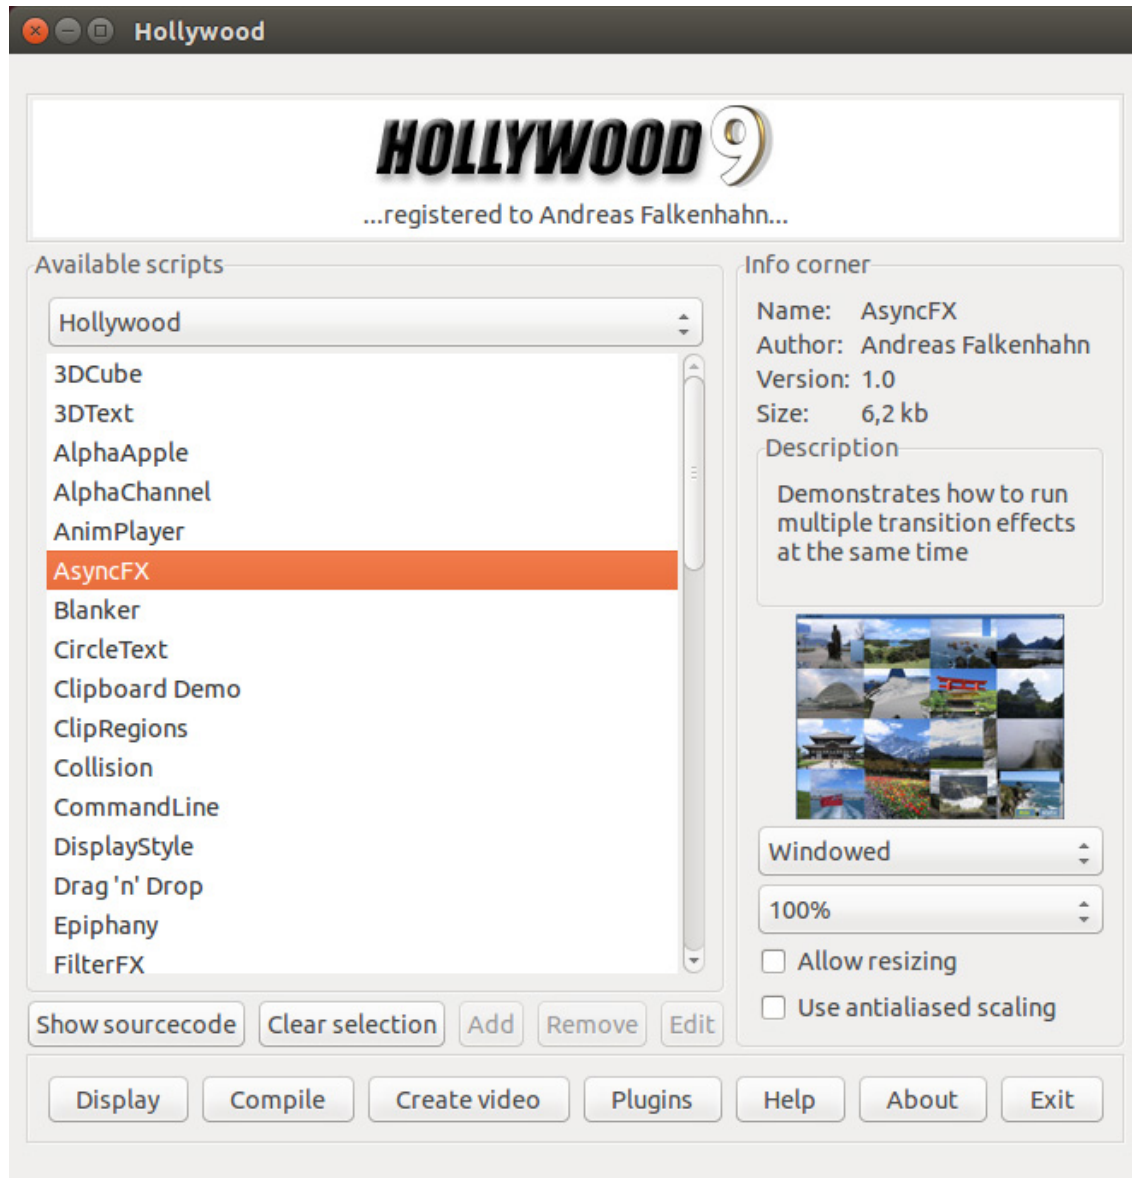 Hollywood
HOLLYWOOD 9
...registered to Andreas Falkenhahn...
Available scripts
Hollywood
3DCube
3DText
AlphaApple
AlphaChannel
AnimPlayer
AsyncFX
Blanker
CircleText
Clipboard Demo
ClipRegions
Collision
CommandLine
DisplayStyle
Drag 'n' Drop
Epiphany
FilterFX
Show sourcecode Clear selection Add Remove Edit
Info corner
Name: AsyncFX
Author: Andreas Falkenhahn
Version: 1.0
Size: 6,2 kb
Description
Demonstrates how to run
multiple transition effects
at the same time
Windowed
100%
Allow resizing
Use antialiased scaling
Display Compile Create video Plugins Help About Exit